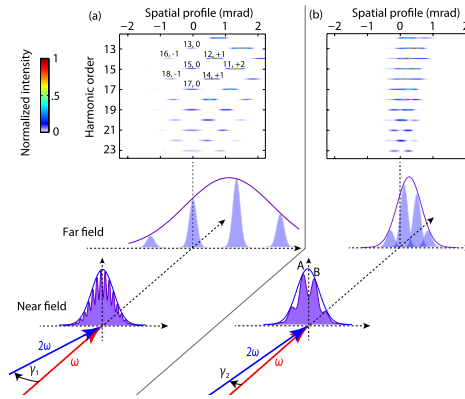 Spatial profile (mrad)
(a)
-2 -1 0 1 2
Normalized intensity
1
.5
0
Harmonic order
13
15
17
19
21
23
13, 0
16, -1
12, +1
15, 0
11, +2
18, -1
14, +1
17, 0
Spatial profile (mrad)
(b)
-1 0 1
Far field
Near field
2ω
ω
γ1
A
B
2ω
ω
γ2